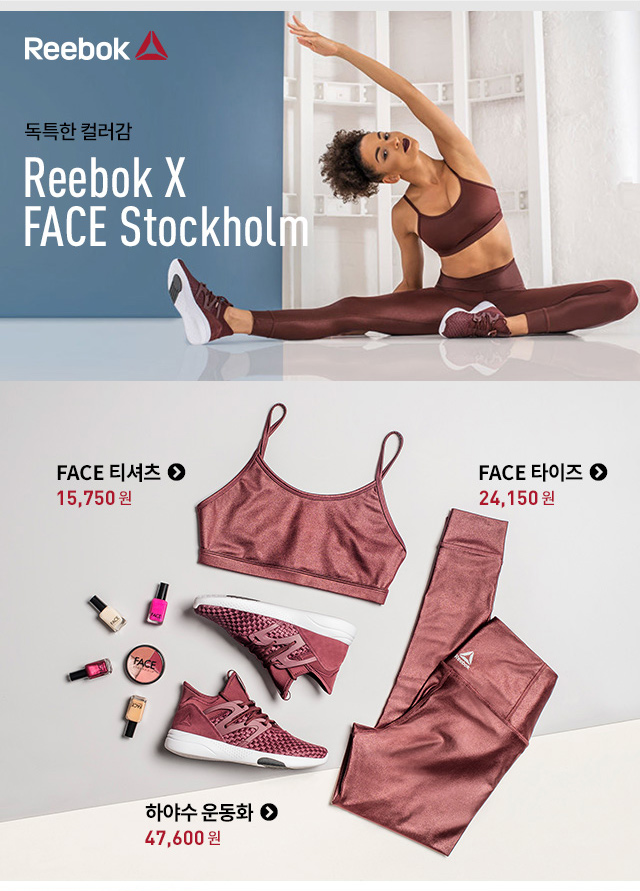 Reebok
독특한 컬러감
Reebok X
FACE Stockholm
FACE 티셔츠
15,750 원
FACE 타이즈
24,150 원
FACE
Reebok
하야수 운동화
47,600 원